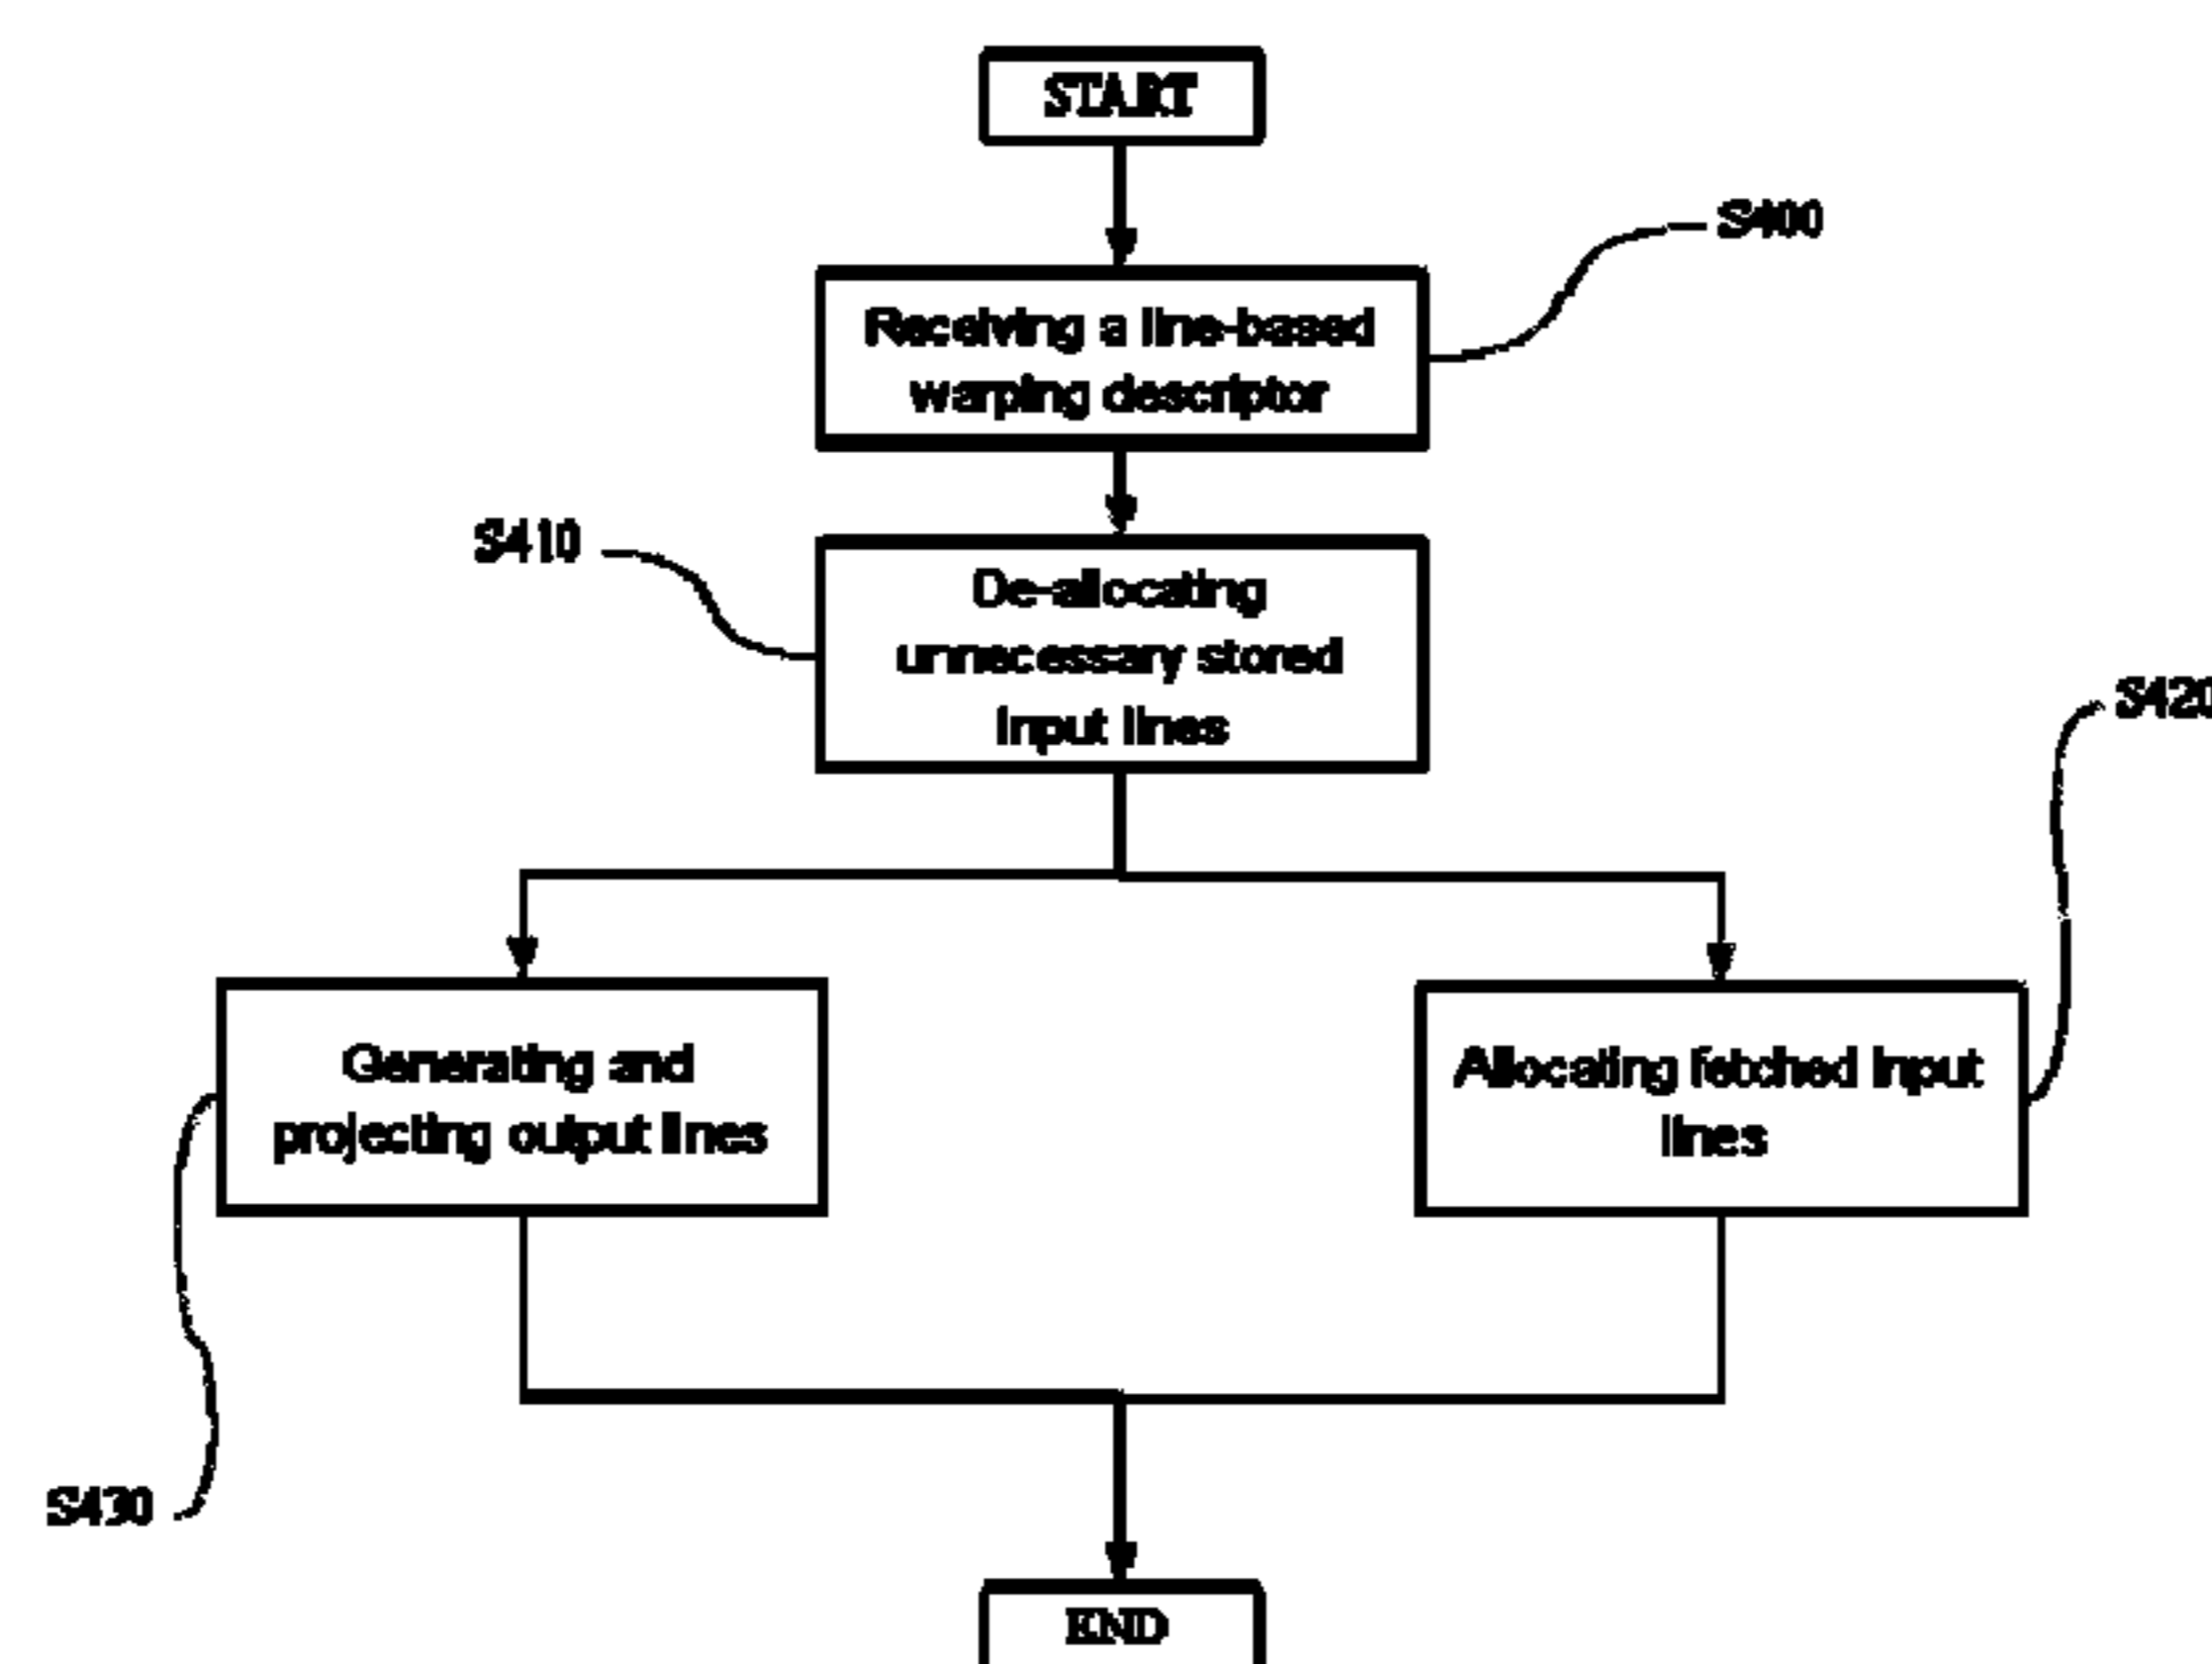 START
S400
Receiving a line-based
warping descriptor
S410
De-allocating
unnecessary stored
input lines
S420
Generating and
projecting output lines
Allocating fetched input
lines
S430
END